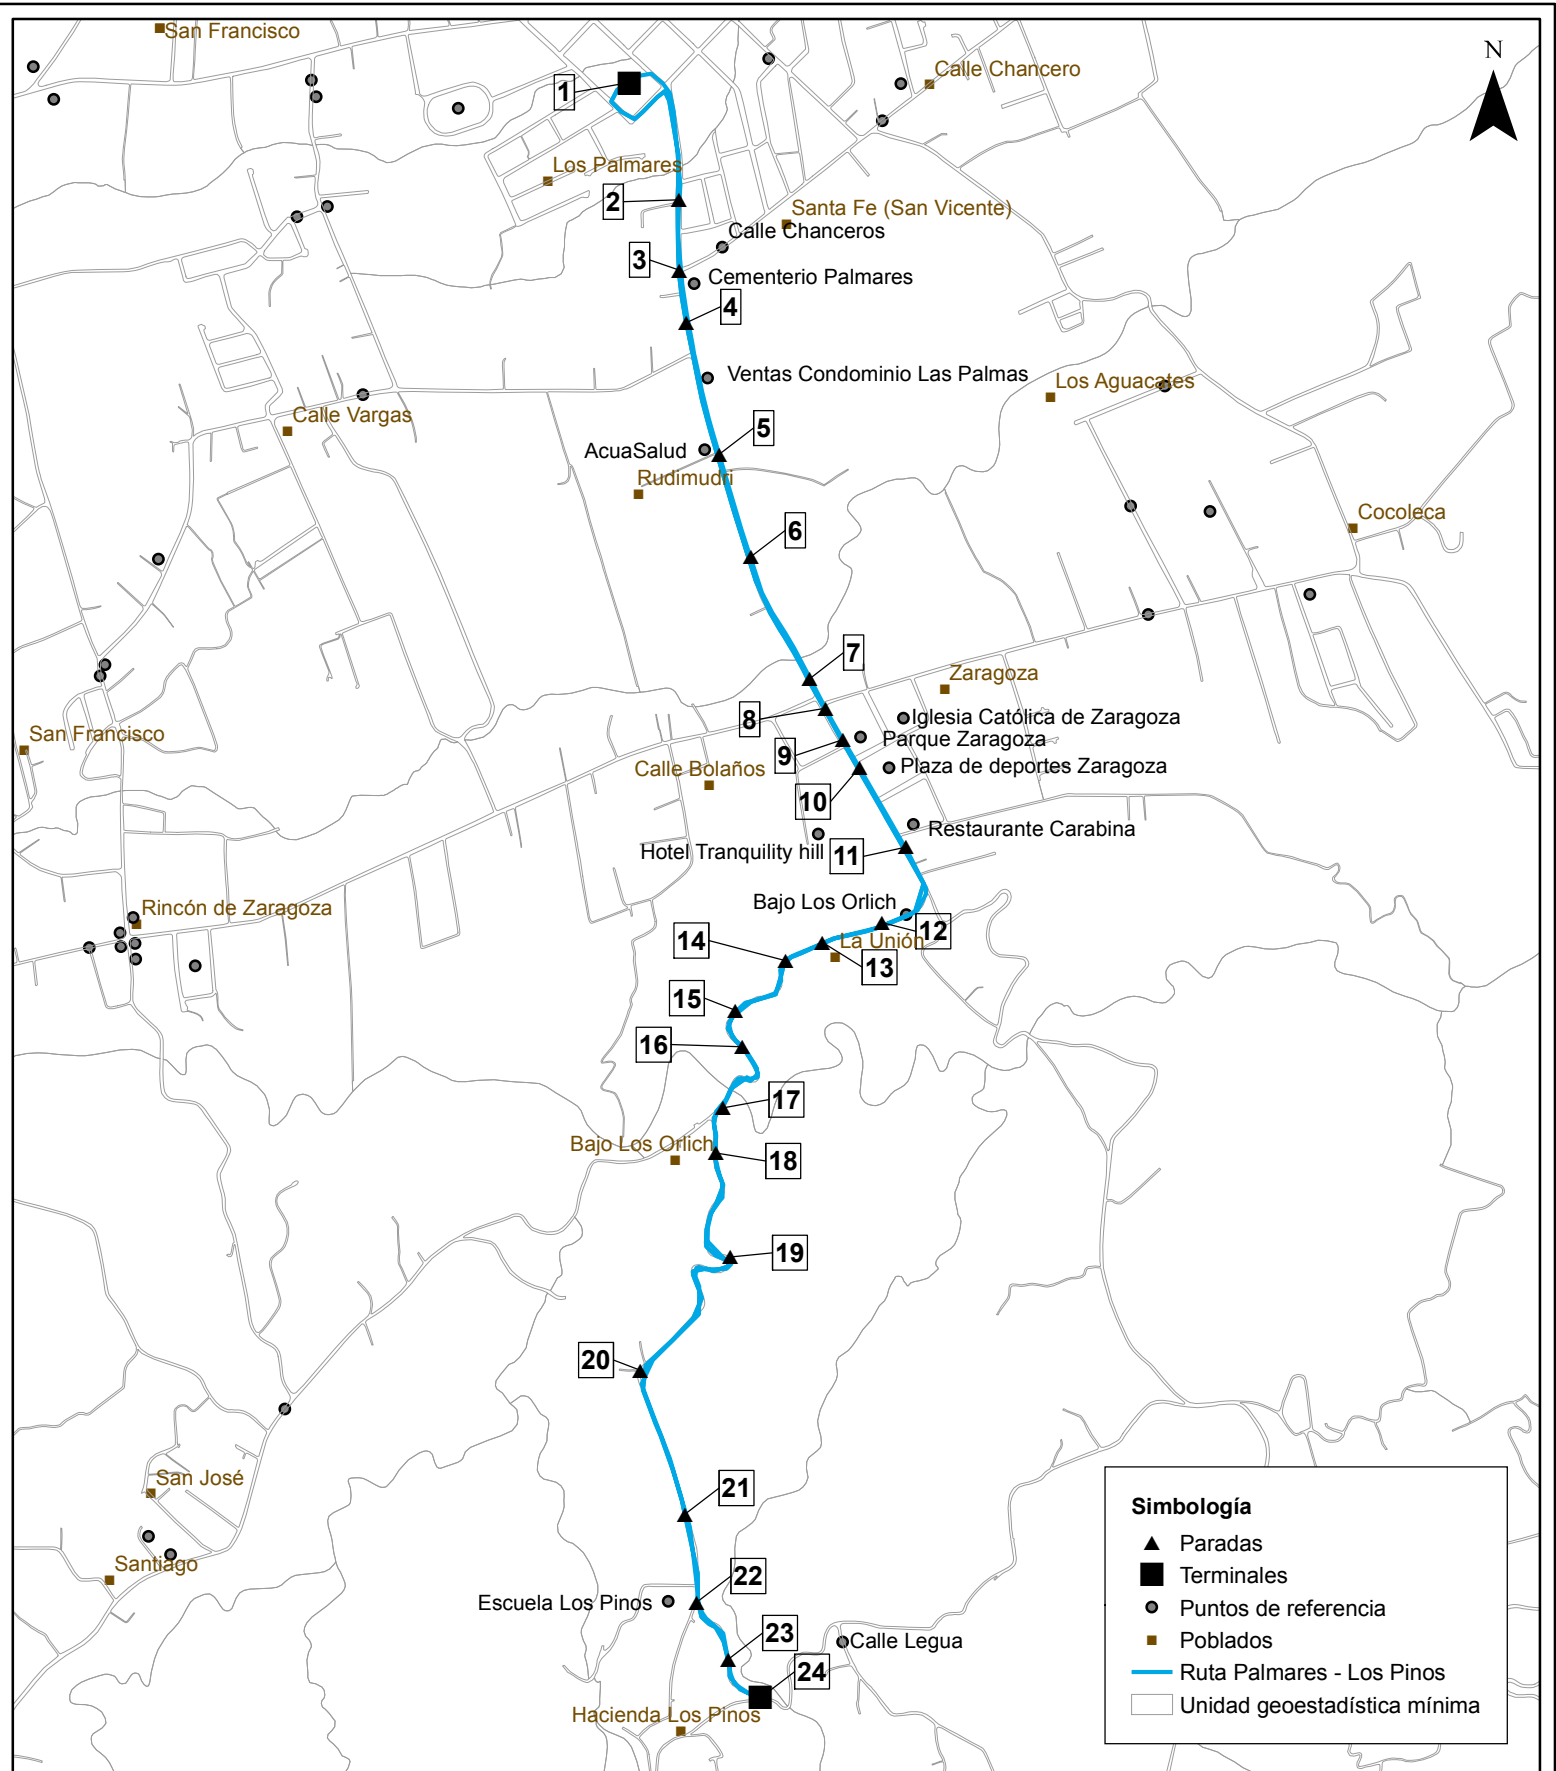 San Francisco
N
Calle Chancero
1
Los Palmares
2
Santa Fe (San Vicente)
Calle Chanceros
3
Cementerio Palmares
4
Ventas Condominio Las Palmas
Los Aguacates
Calle Vargas
5
AcuaSalud
Rudimudri
Cocoleca
6
7
Zaragoza
8
Iglesia Católica de Zaragoza
San Francisco
Parque Zaragoza
9
Calle Bolaños
Plaza de deportes Zaragoza
10
Restaurante Carabina
Hotel Tranquility hill
11
Bajo Los Orlich
Rincón de Zaragoza
12
La Unión
14
13
15
16
17
Bajo Los Orlich
18
19
20
San José
21
Santiago
22
Escuela Los Pinos
23
Calle Legua
24
Hacienda Los Pinos
Simbología
Paradas
Terminales
Puntos de referencia
Poblados
Ruta Palmares - Los Pinos
Unidad geoestadística mínima